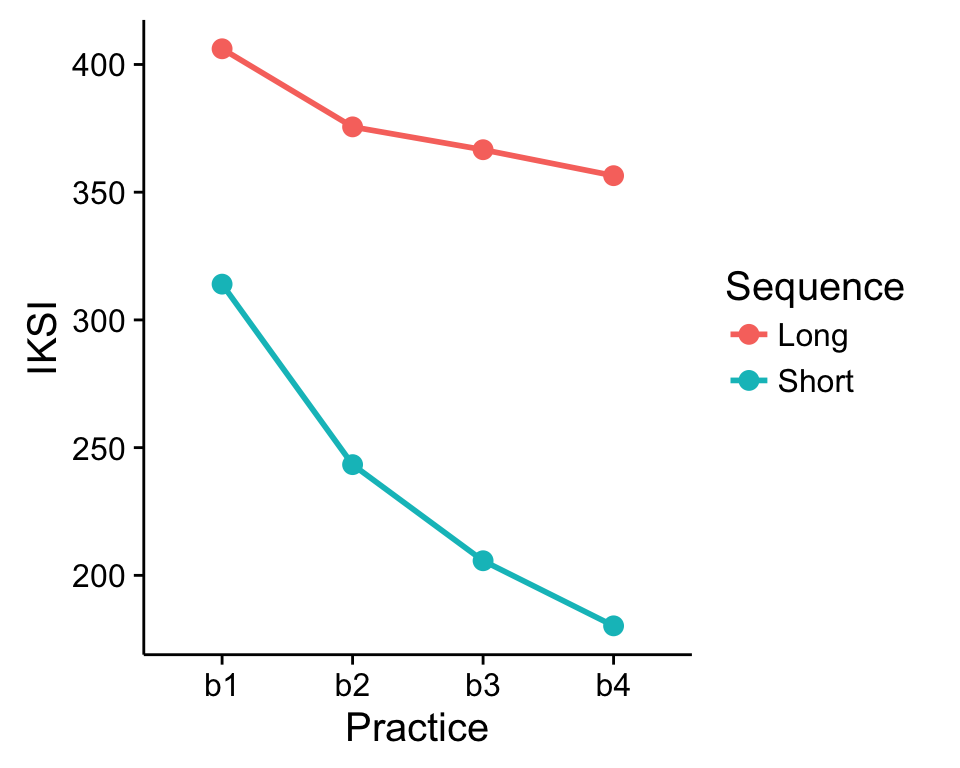 400
350
300
250
200
IKSI
b1 b2 b3 b4
Practice
Sequence
Long
Short